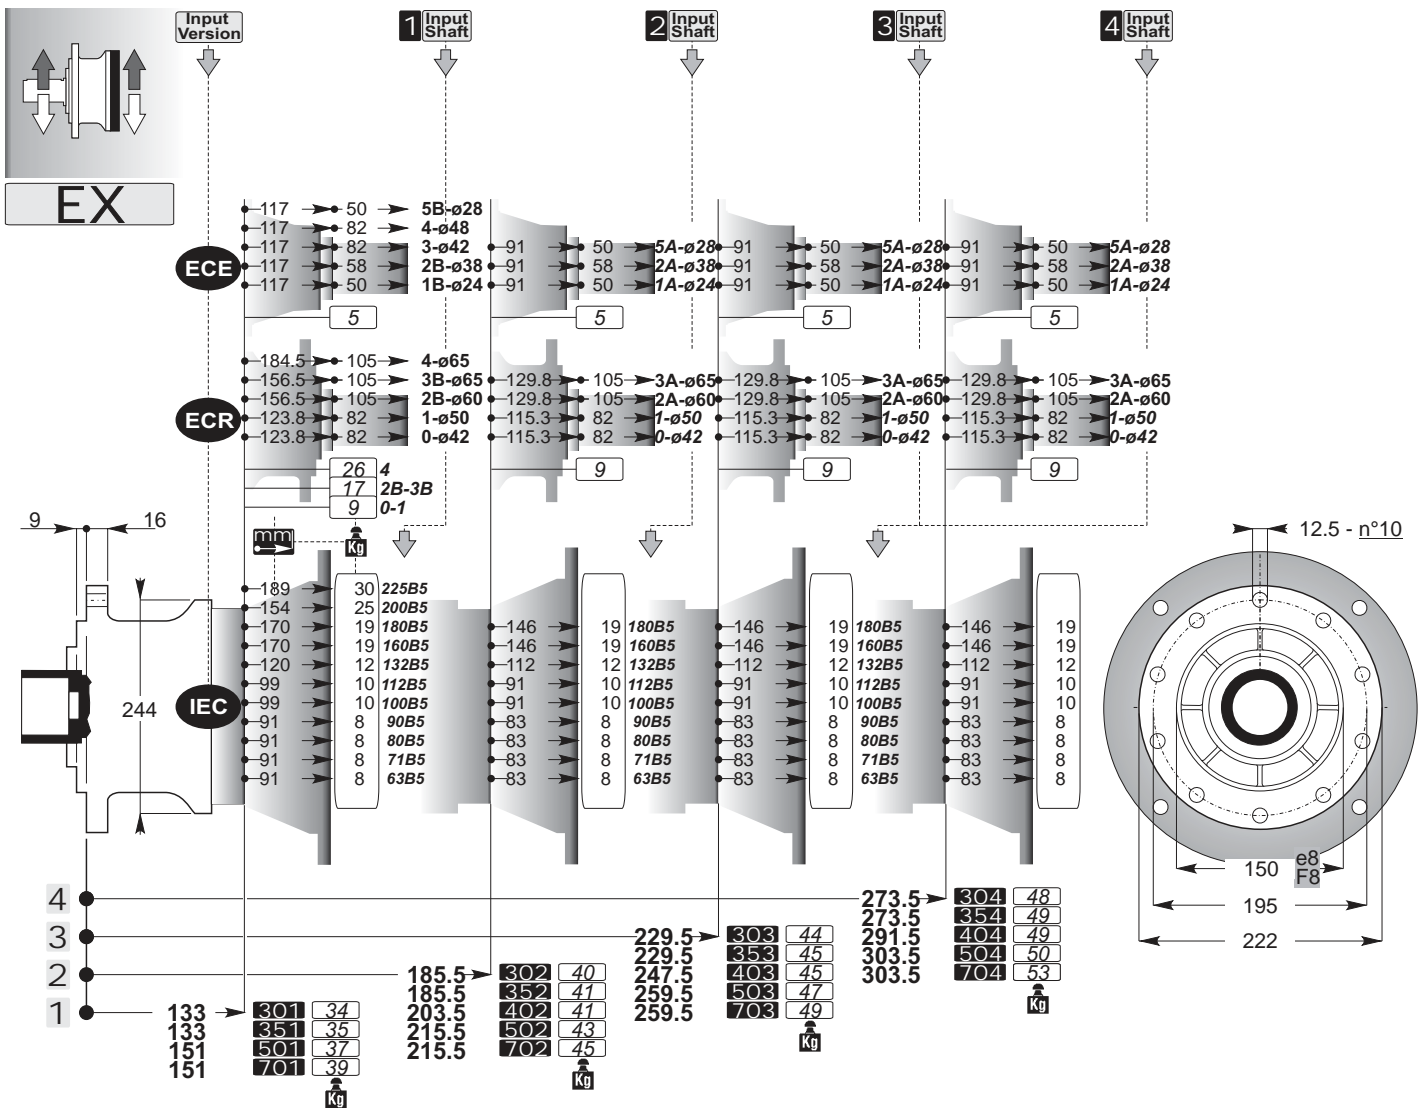 Input Version
1 Input Shaft
2 Input Shaft
3 Input Shaft
4 Input Shaft
EX
117 50 5B-ø28
117 82 4-ø48
117 82 3-ø42 91 50 5A-ø28 91 50 5A-ø28 91 50 5A-ø28
ECE
117 58 2B-ø38 91 58 2A-ø38 91 58 2A-ø38 91 58 2A-ø38
117 50 1B-ø24 91 50 1A-ø24 91 50 1A-ø24 91 50 1A-ø24
5 5 5 5
184.5 105 4-ø65
156.5 105 3B-ø65 129.8 105 3A-ø65 129.8 105 3A-ø65 129.8 105 3A-ø65
156.5 105 2B-ø60 129.8 105 2A-ø60 129.8 105 2A-ø60 129.8 105 2A-ø60
ECR
123.8 82 1-ø50 115.3 82 1-ø50 115.3 82 1-ø50 115.3 82 1-ø50
123.8 82 0-ø42 115.3 82 0-ø42 115.3 82 0-ø42 115.3 82 0-ø42
26 4 9 9 9
17 2B-3B
9 0-1
9 16
mm
Kg
12.5 - n°10
189 30 225B5
154 25 200B5
170 19 180B5 146 19 180B5 146 19 180B5 146 19
170 19 160B5 146 19 160B5 146 19 160B5 146 19
120 12 132B5 112 12 132B5 112 12 132B5 112 12
99 10 112B5 91 10 112B5 91 10 112B5 91 10
99 10 100B5 91 10 100B5 91 10 100B5 91 10
244
IEC
91 8 90B5 83 8 90B5 83 8 90B5 83 8
91 8 80B5 83 8 80B5 83 8 80B5 83 8
91 8 71B5 83 8 71B5 83 8 71B5 83 8
91 8 63B5 83 8 63B5 83 8 63B5 83 8
150 e8 F8
195
222
4
273.5 304 48
273.5 354 49
291.5 404 49
303.5 504 50
303.5 704 53
Kg
3
229.5 303 44
229.5 353 45
247.5 403 45
259.5 503 47
259.5 703 49
Kg
2
185.5 302 40
185.5 352 41
203.5 402 41
215.5 502 43
215.5 702 45
Kg
1
133 301 34
133 351 35
151 501 37
151 701 39
Kg